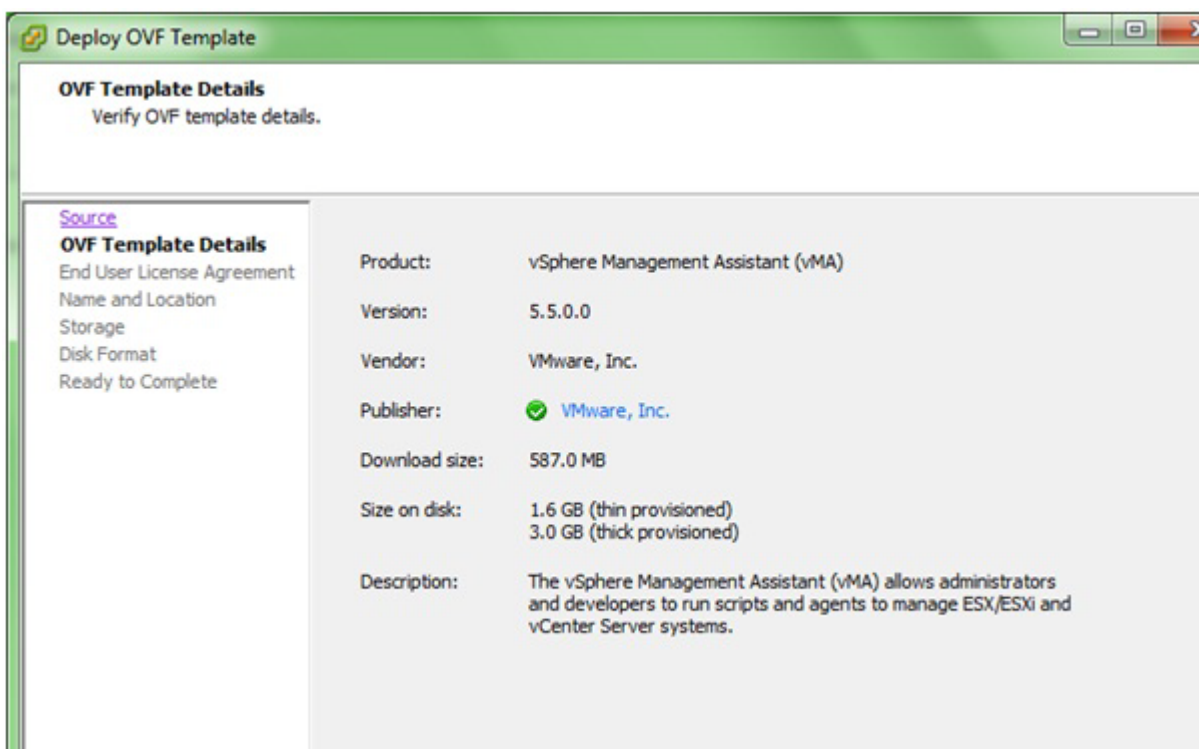 Deploy OVF Template
OVF Template Details
Verify OVF template details.
Source
OVF Template Details
End User License Agreement
Name and Location
Storage
Disk Format
Ready to Complete
Product: vSphere Management Assistant (vMA)
Version: 5.5.0.0
Vendor: VMware, Inc.
Publisher: VMware, Inc.
Download size: 587.0 MB
Size on disk: 1.6 GB (thin provisioned)
3.0 GB (thick provisioned)
Description: The vSphere Management Assistant (vMA) allows administrators
and developers to run scripts and agents to manage ESX/ESXi and
vCenter Server systems.